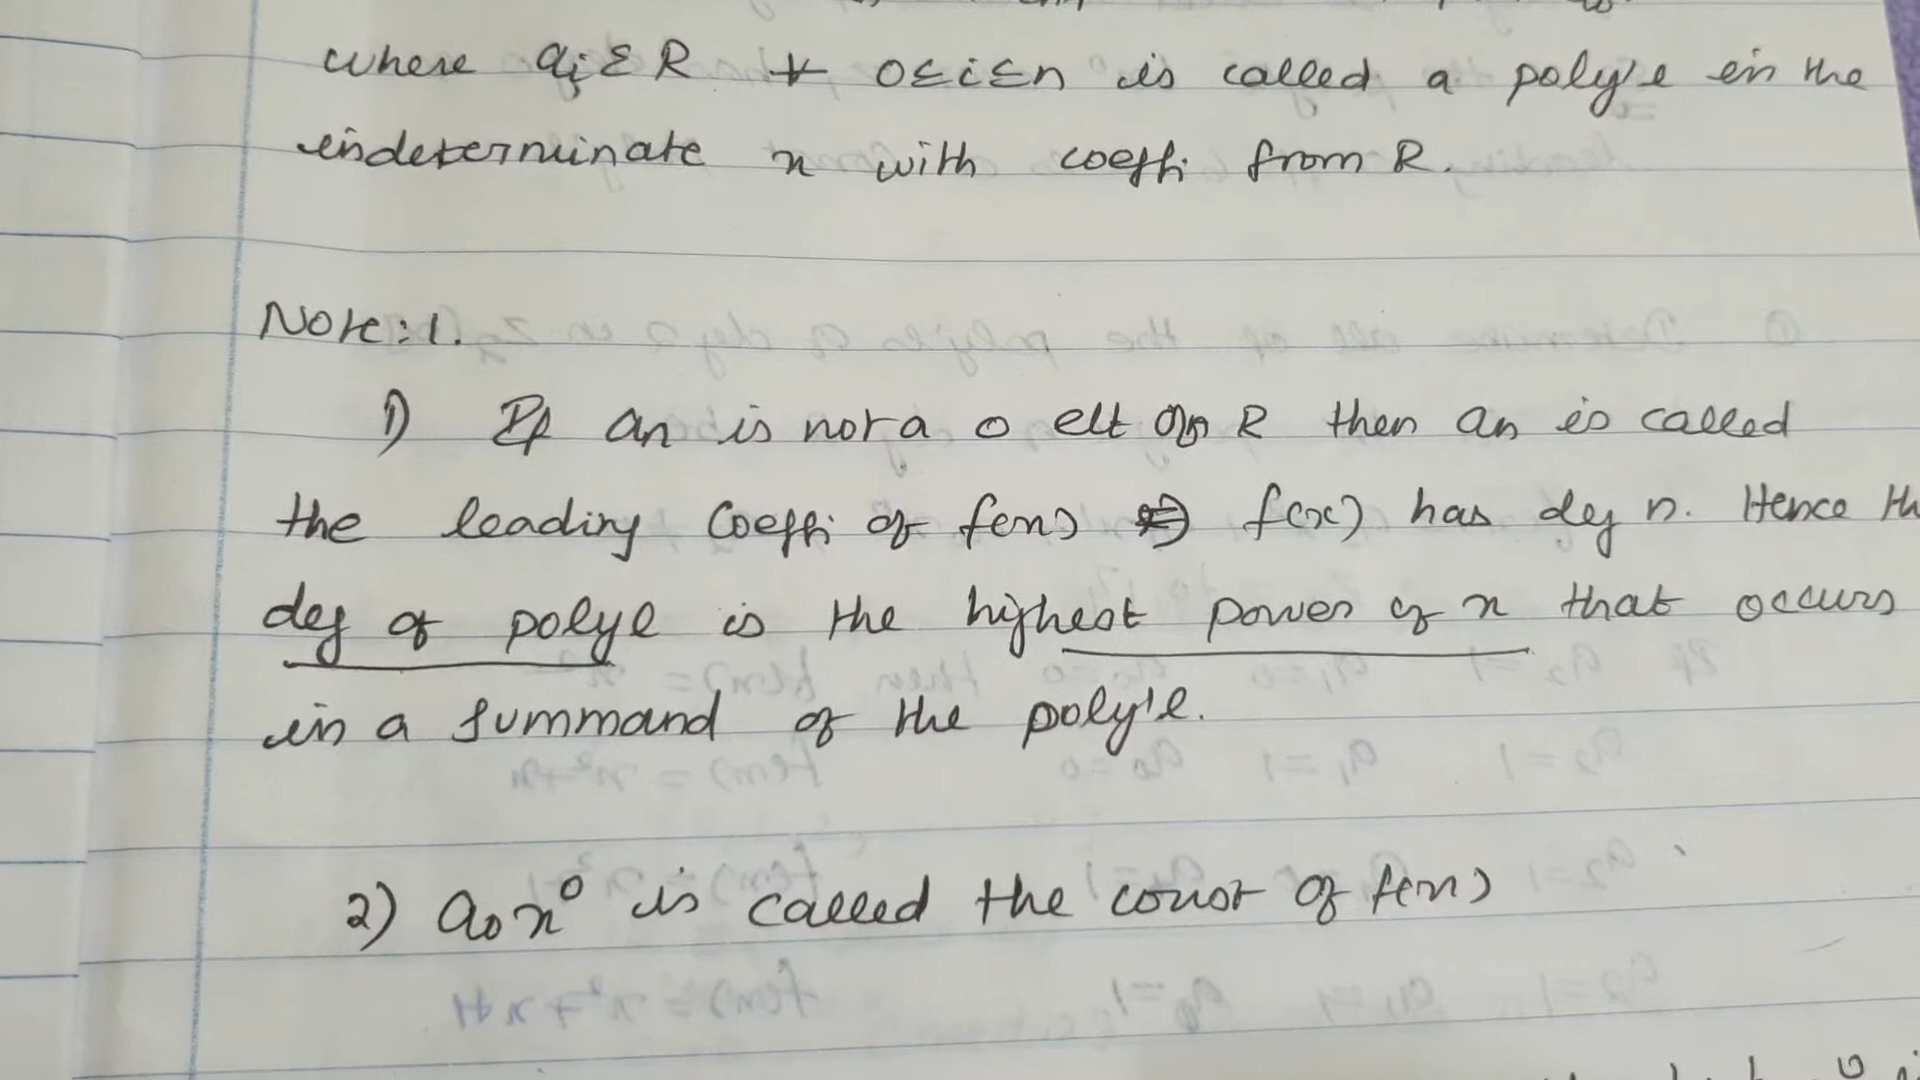 where ai ε R ∀ 0≤i≤n is called a poly'l in the
indeterminate x with coeffi from R.
Note: 1.
1) If an is not a 0 elt of R then an is called
the leading coeffi of f(x) ⇒ f(x) has deg n. Hence th
deg of polyl is the highest power of x that occurs
in a summand of the poly'l.
2) a0x⁰ is called the const of f(x)